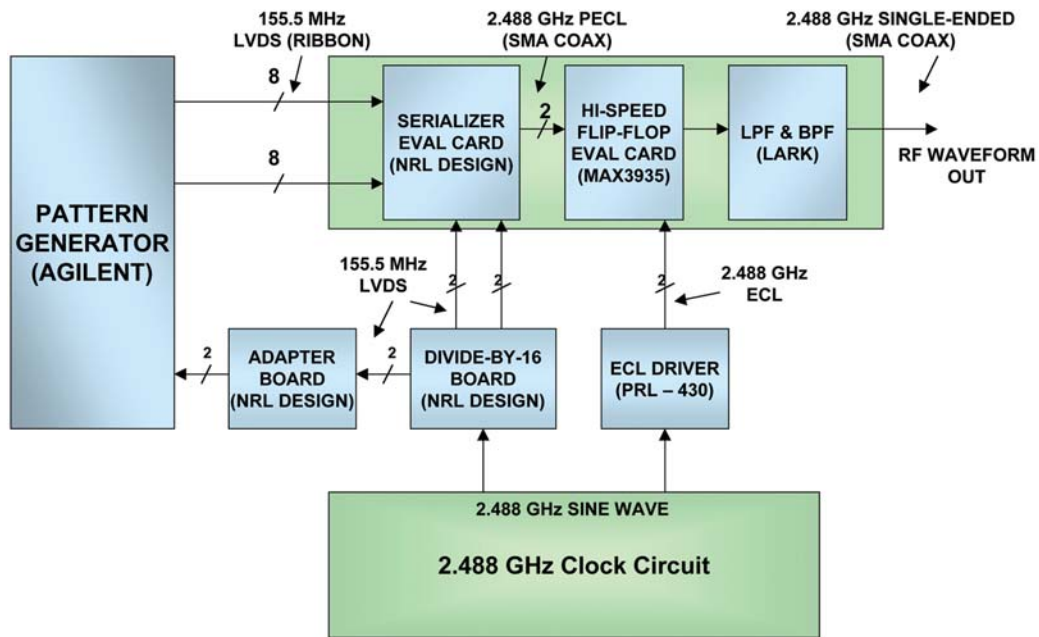 155.5 MHz
LVDS (RIBBON)
2.488 GHz PECL
(SMA COAX)
2.488 GHz SINGLE-ENDED
(SMA COAX)
8
8
2
PATTERN
GENERATOR
(AGILENT)
SERIALIZER
EVAL CARD
(NRL DESIGN)
HI-SPEED
FLIP-FLOP
EVAL CARD
(MAX3935)
LPF & BPF
(LARK)
RF WAVEFORM
OUT
155.5 MHz
LVDS
2
2
2
2.488 GHz
ECL
2
ADAPTER
BOARD
(NRL DESIGN)
2
DIVIDE-BY-16
BOARD
(NRL DESIGN)
ECL DRIVER
(PRL – 430)
2.488 GHz SINE WAVE
2.488 GHz Clock Circuit